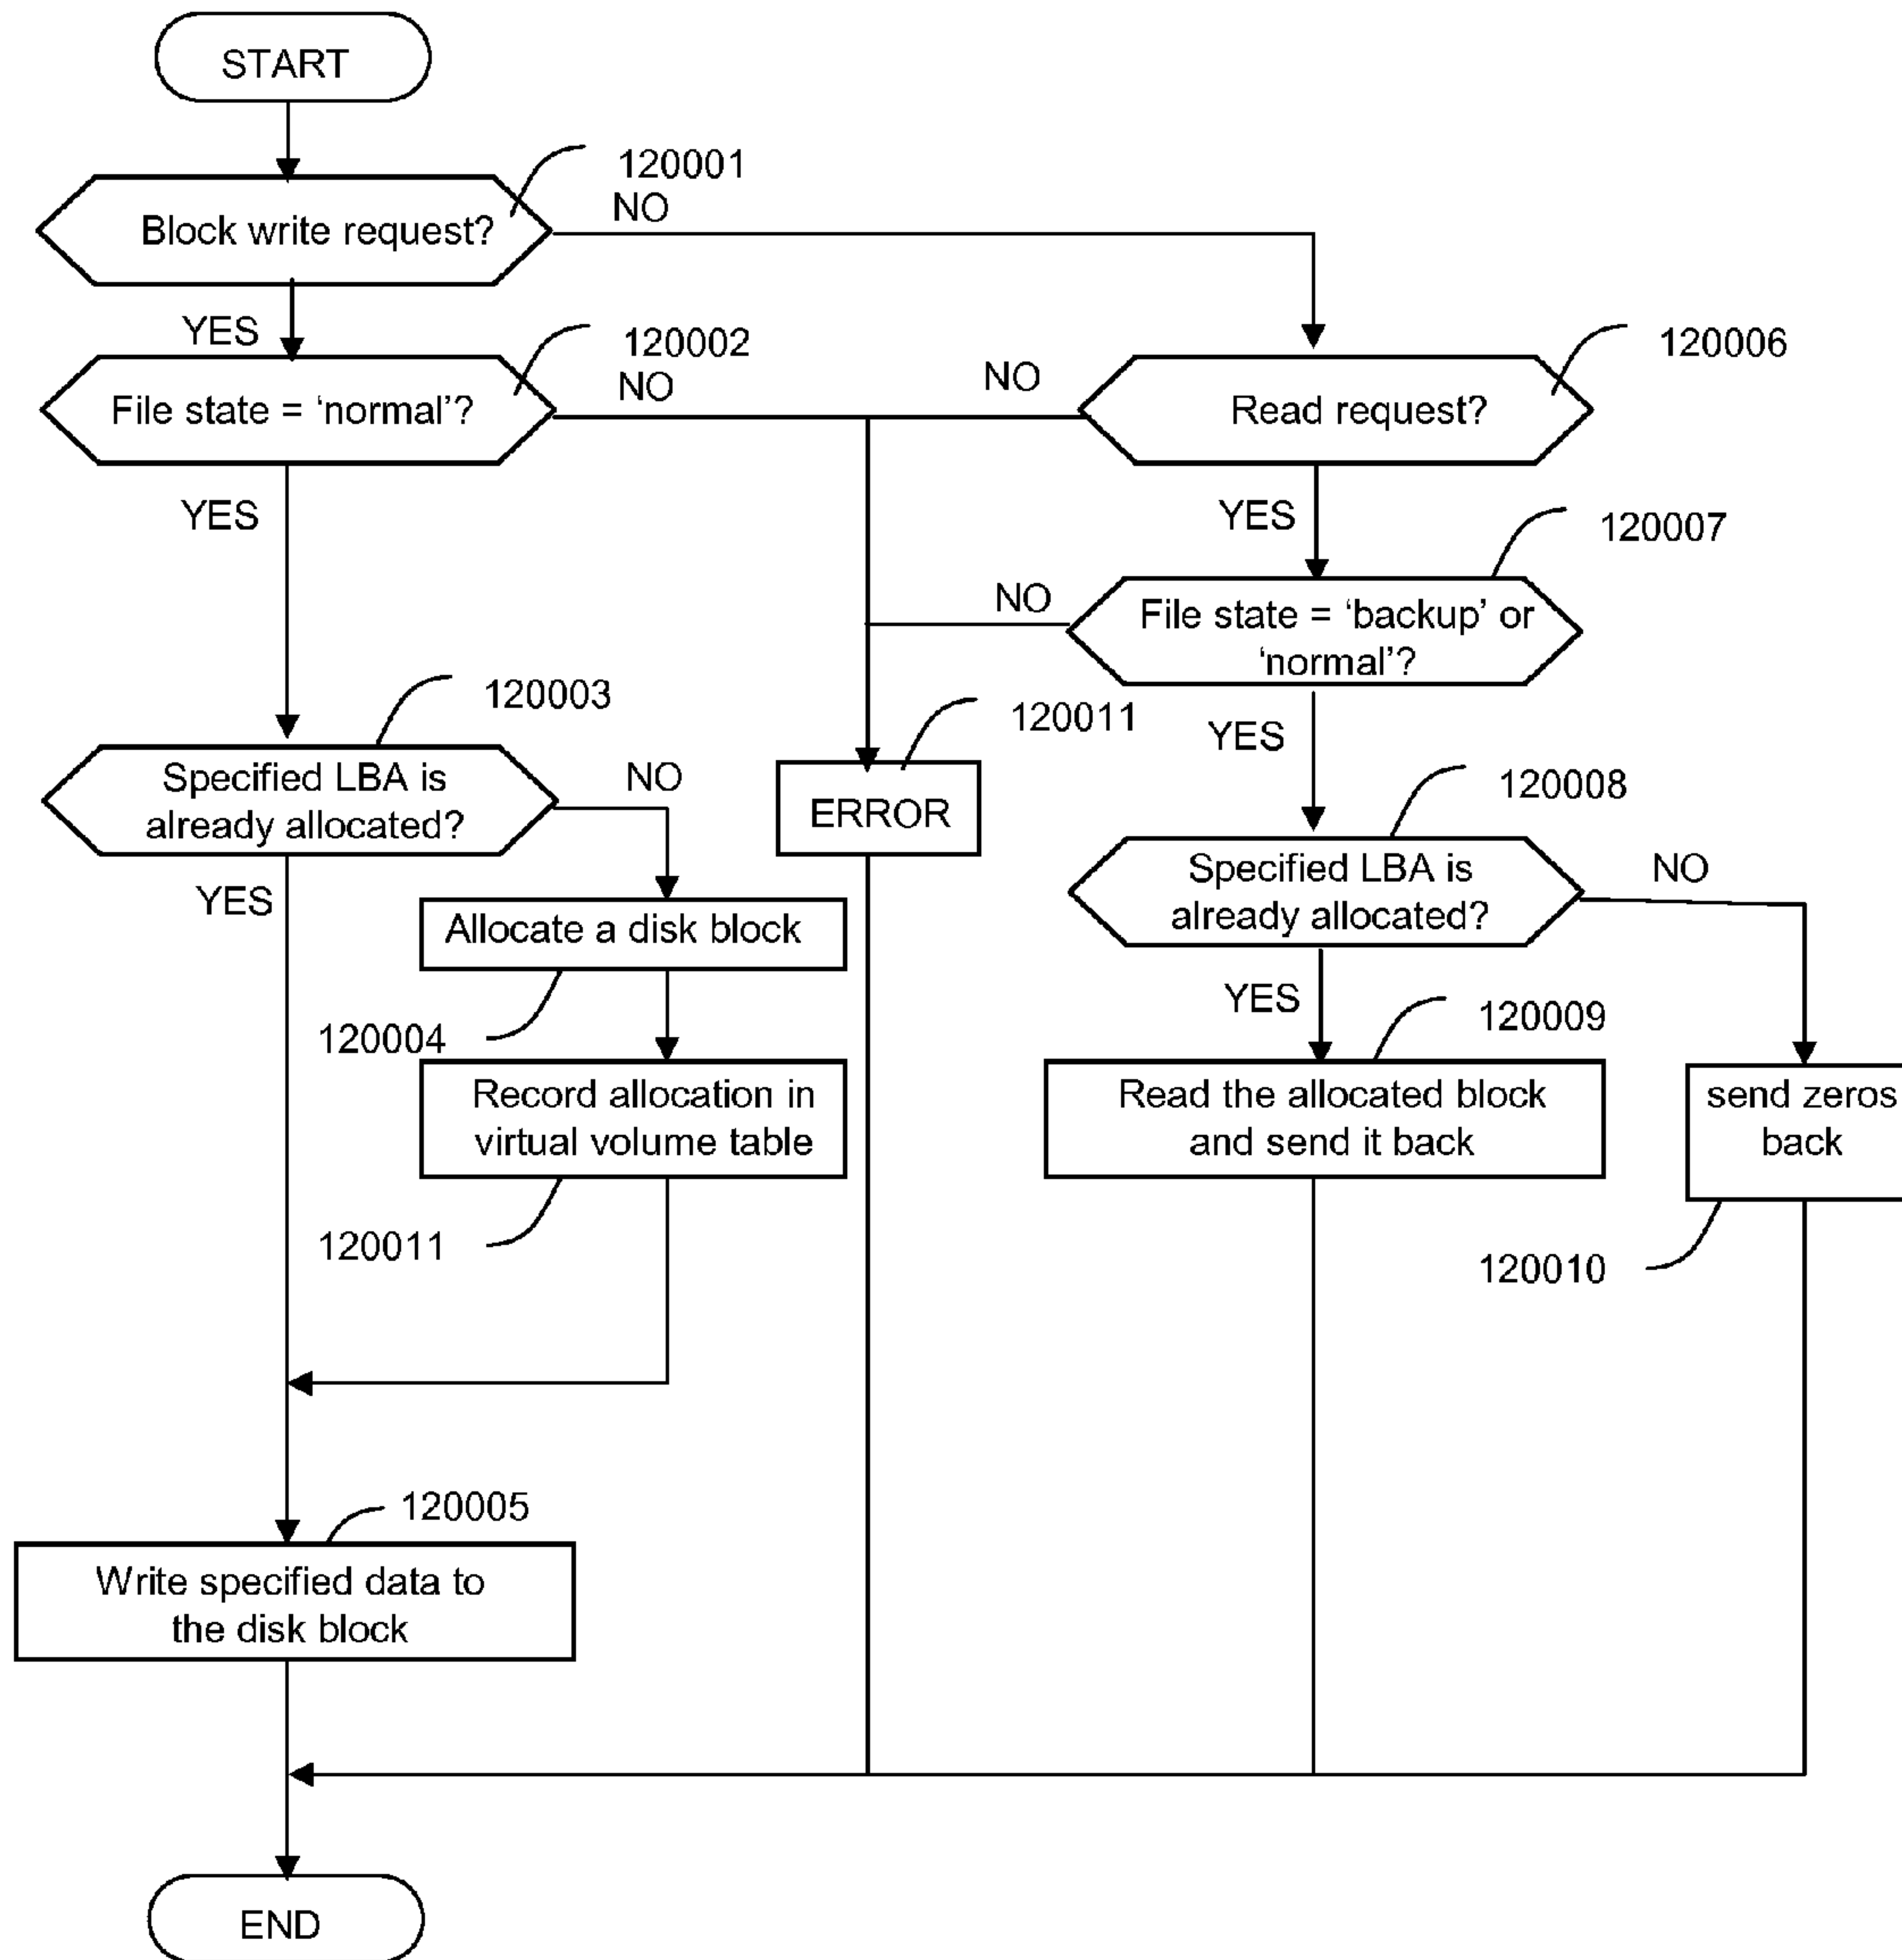 START
120001
NO
Block write request?
YES
120002
NO
NO
120006
File state = ‘normal’?
Read request?
YES
YES
120007
NO
File state = ‘backup’ or
‘normal’?
120003
120011
YES
Specified LBA is
already allocated?
NO
ERROR
120008
Specified LBA is
already allocated?
NO
YES
Allocate a disk block
YES
120004
120009
Record allocation in
virtual volume table
Read the allocated block
and send it back
send zeros
back
120011
120010
120005
Write specified data to
the disk block
END